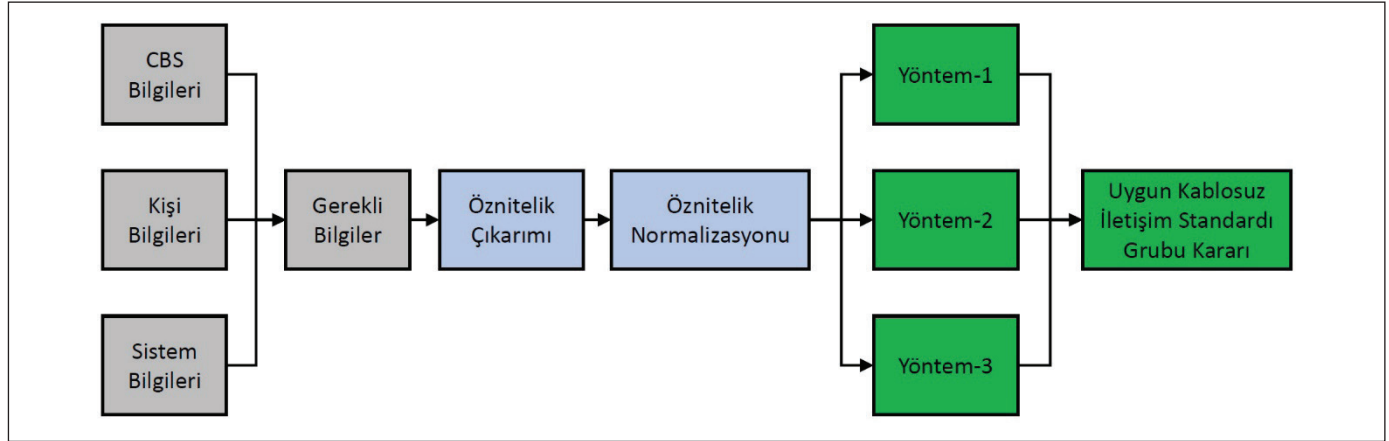 CBS
Bilgileri
Kişi
Bilgileri
Sistem
Bilgileri
Gerekli
Bilgiler
Öznitelik
Çıkarımı
Öznitelik
Normalizasyonu
Yöntem-1
Yöntem-2
Yöntem-3
Uygun Kablosuz
İletişim Standardı
Grubu Kararı